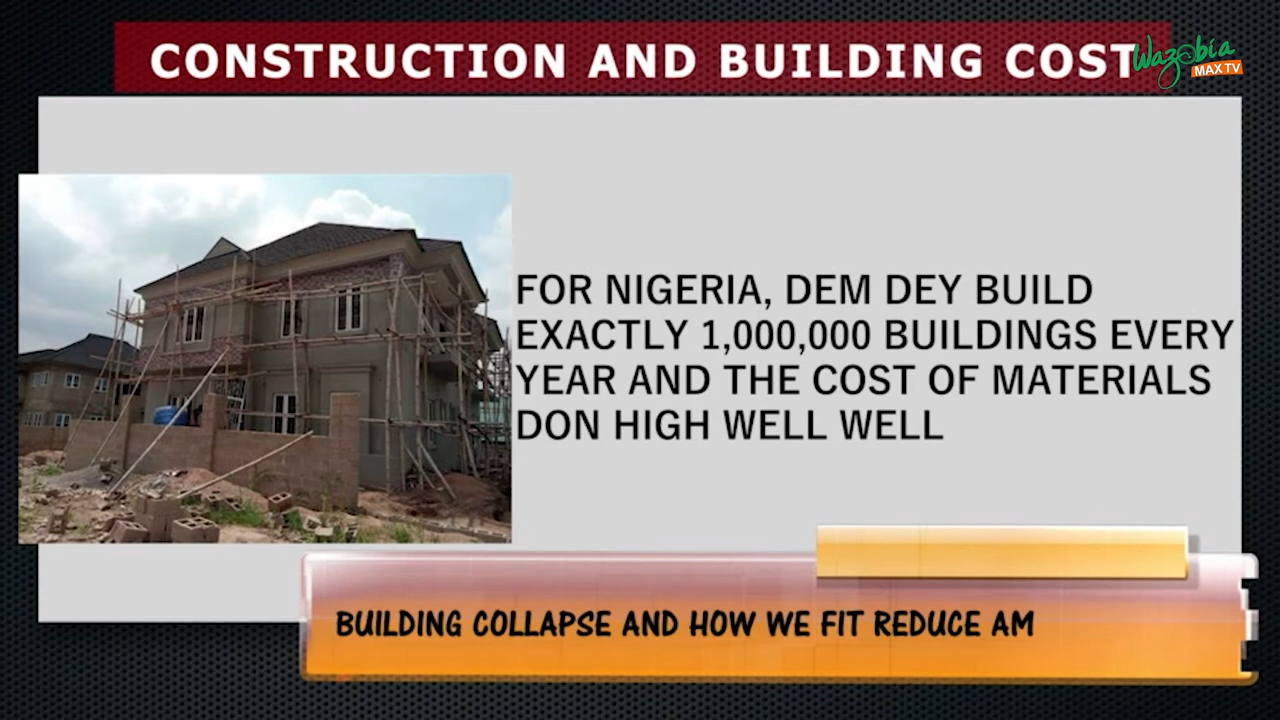 CONSTRUCTION AND BUILDING COST
Wazobia
MAX TV
FOR NIGERIA, DEM DEY BUILD
EXACTLY 1,000,000 BUILDINGS EVERY
YEAR AND THE COST OF MATERIALS
DON HIGH WELL WELL
BUILDING COLLAPSE AND HOW WE FIT REDUCE AM